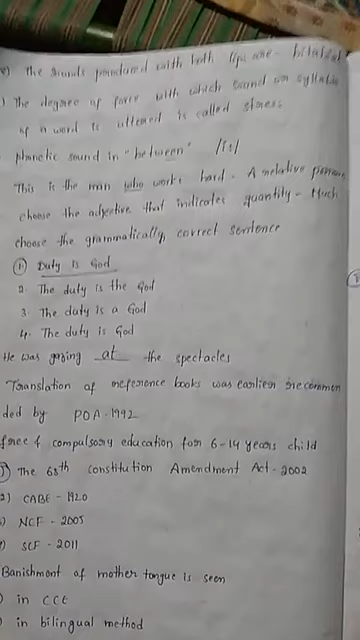 The sounds produced with both lips are - bilabial
The degree of force with which sound or syllable
of a word is uttered is called stress
phonetic sound in "between" /i:/
This is the man who works hard - A relative pronoun
choose the adjective that indicates quantity - Much
choose the grammatically correct sentence
① Duty is God
2. The duty is the God
3. The duty is a God
4. The duty is God
He was gazing at the spectacles
Translation of reference books was earlier recommen
ded by POA - 1992
free & compulsory education for 6-14 years child
The 86th constitution Amendment Act - 2002
2) CABE - 1920
) NCF - 2005
) SCF - 2011
Banishment of mother tongue is seen
) in CCE
) in bilingual method